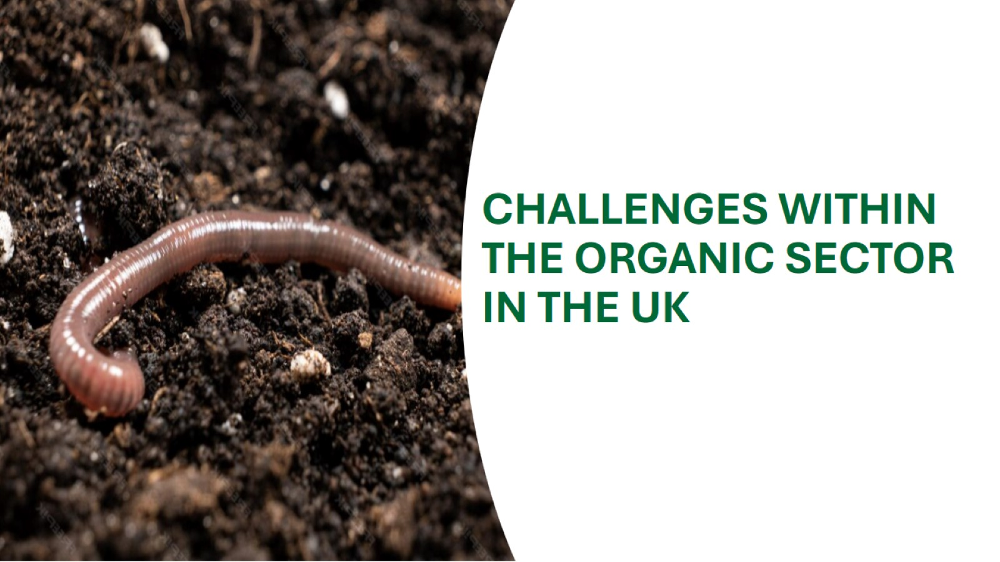 CHALLENGES WITHIN
THE ORGANIC SECTOR
IN THE UK